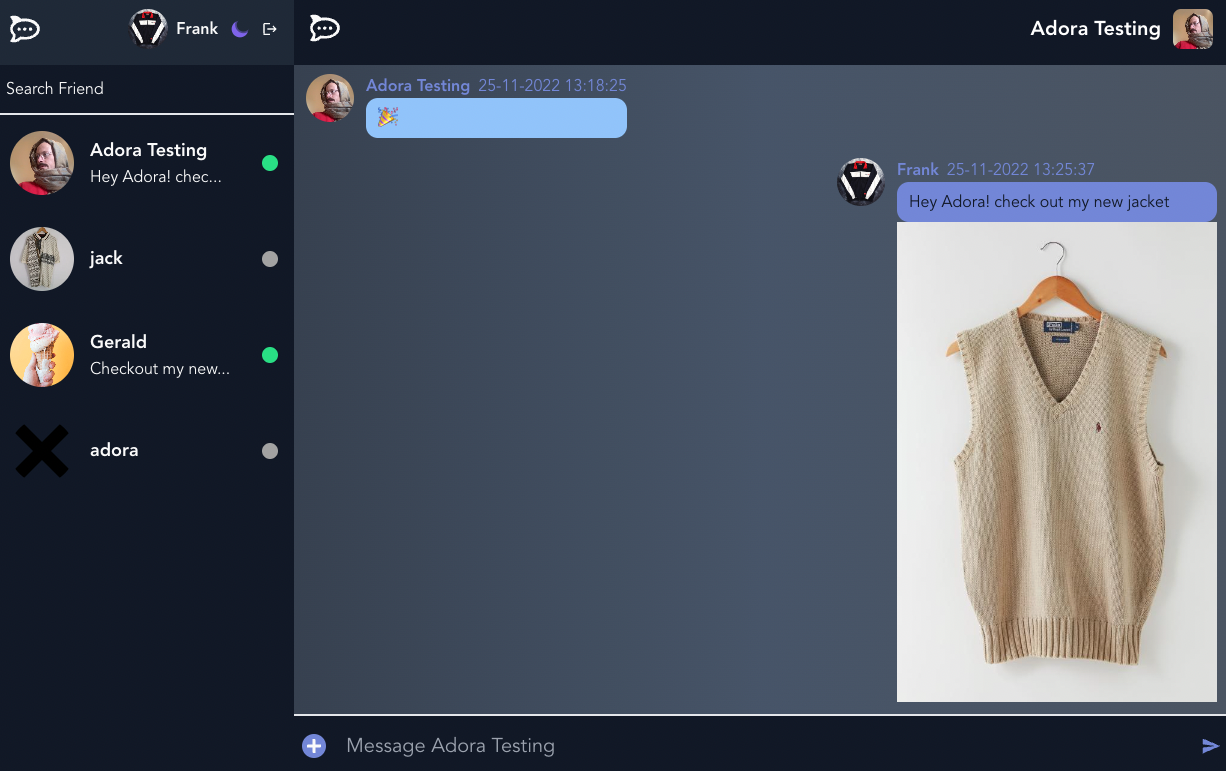 Frank
Search Friend
Adora Testing
Hey Adora! chec...
jack
Gerald
Checkout my new...
adora
Adora Testing
Adora Testing 25-11-2022 13:18:25
Frank 25-11-2022 13:25:37
Hey Adora! check out my new jacket
Message Adora Testing